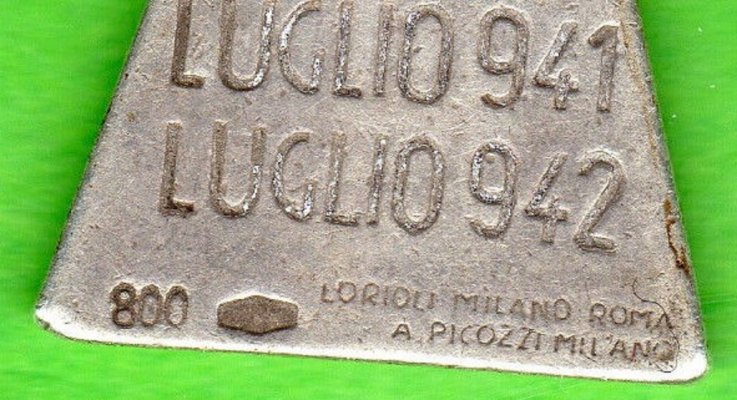 LUGLIO 941
LUGLIO 942
800 LORIOLI MILANO ROMA
A. PICOZZI MILANO